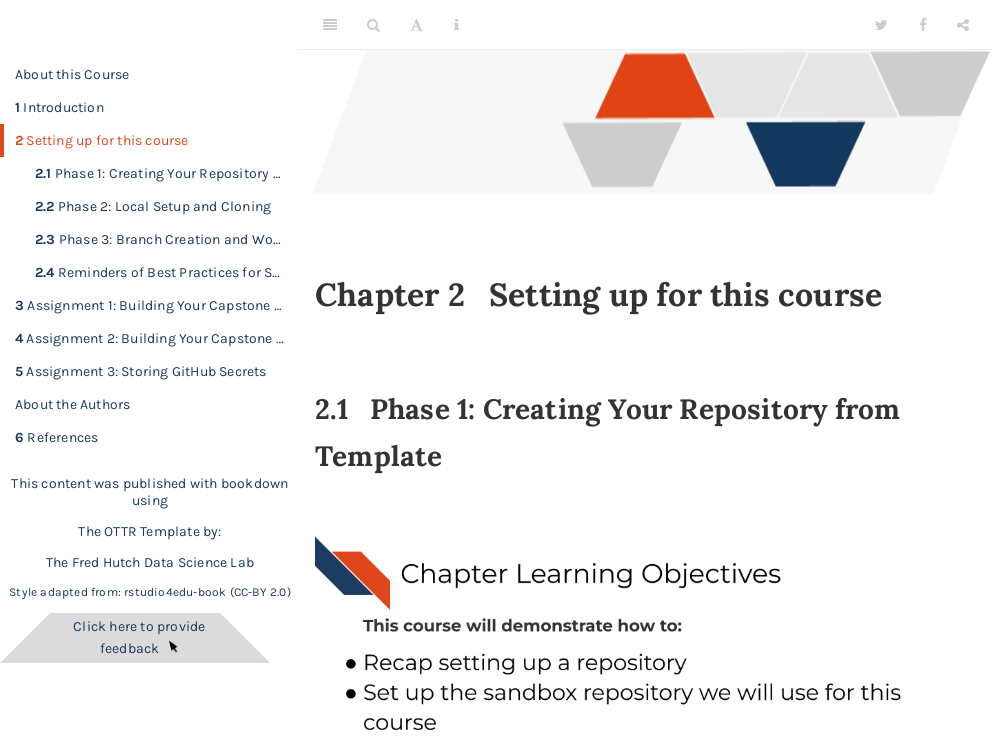 About this Course
1 Introduction
2 Setting up for this course
2.1 Phase 1: Creating Your Repository …
2.2 Phase 2: Local Setup and Cloning
2.3 Phase 3: Branch Creation and Wo…
2.4 Reminders of Best Practices for S…
3 Assignment 1: Building Your Capstone …
4 Assignment 2: Building Your Capstone …
5 Assignment 3: Storing GitHub Secrets
About the Authors
6 References
This content was published with bookdown
using
The OTTR Template by:
The Fred Hutch Data Science Lab
Style adapted from: rstudio4edu-book (CC-BY 2.0)
Click here to provide
feedback
Chapter 2 Setting up for this course
2.1 Phase 1: Creating Your Repository from
Template
Chapter Learning Objectives
This course will demonstrate how to:
● Recap setting up a repository
● Set up the sandbox repository we will use for this
course